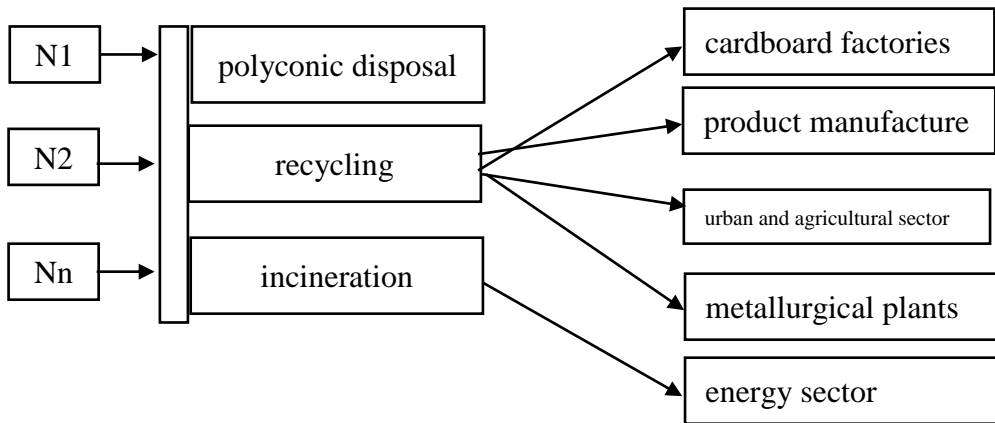 N1
N2
Nn
polyconic disposal
recycling
incineration
cardboard factories
product manufacture
urban and agricultural sector
metallurgical plants
energy sector